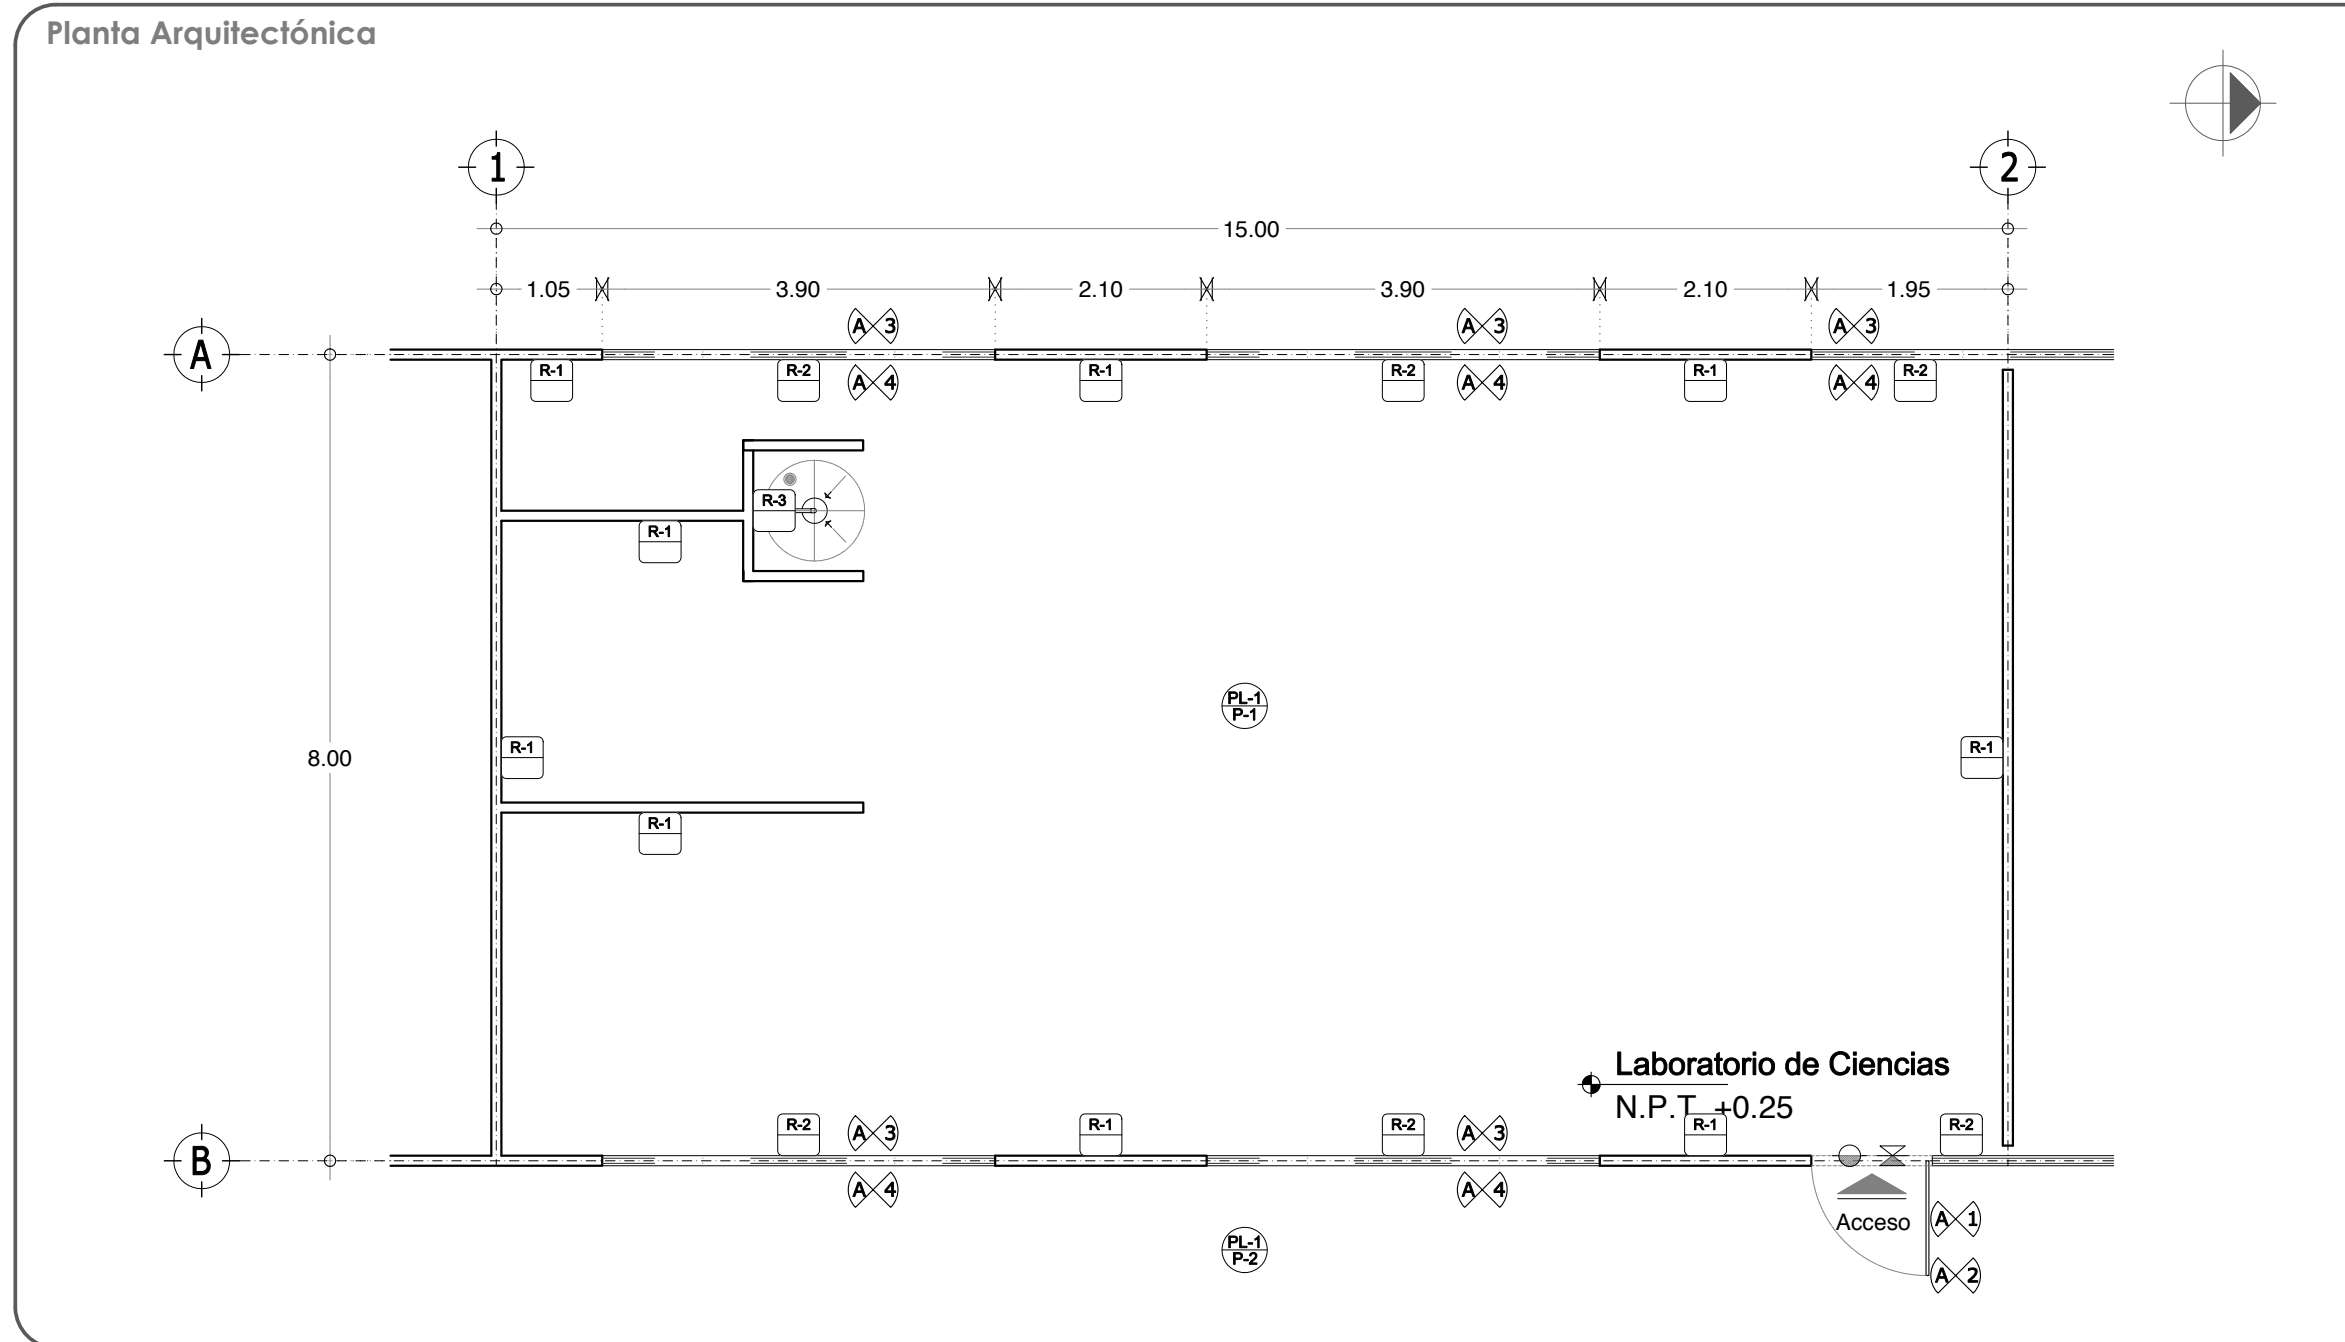 Planta Arquitectónica
1
2
15.00
1.05
3.90
2.10
3.90
2.10
1.95
A 3
A 3
A 3
A
R-1
R-2
A 4
R-1
R-2
A 4
R-1
A 4
R-2
R-3
R-1
PL-1
P-1
R-1
R-1
8.00
R-1
Laboratorio de Ciencias
N.P.T. +0.25
R-2
A 3
R-1
R-2
A 3
R-1
R-2
B
A 4
A 4
Acceso
A 1
PL-1
P-2
A 2